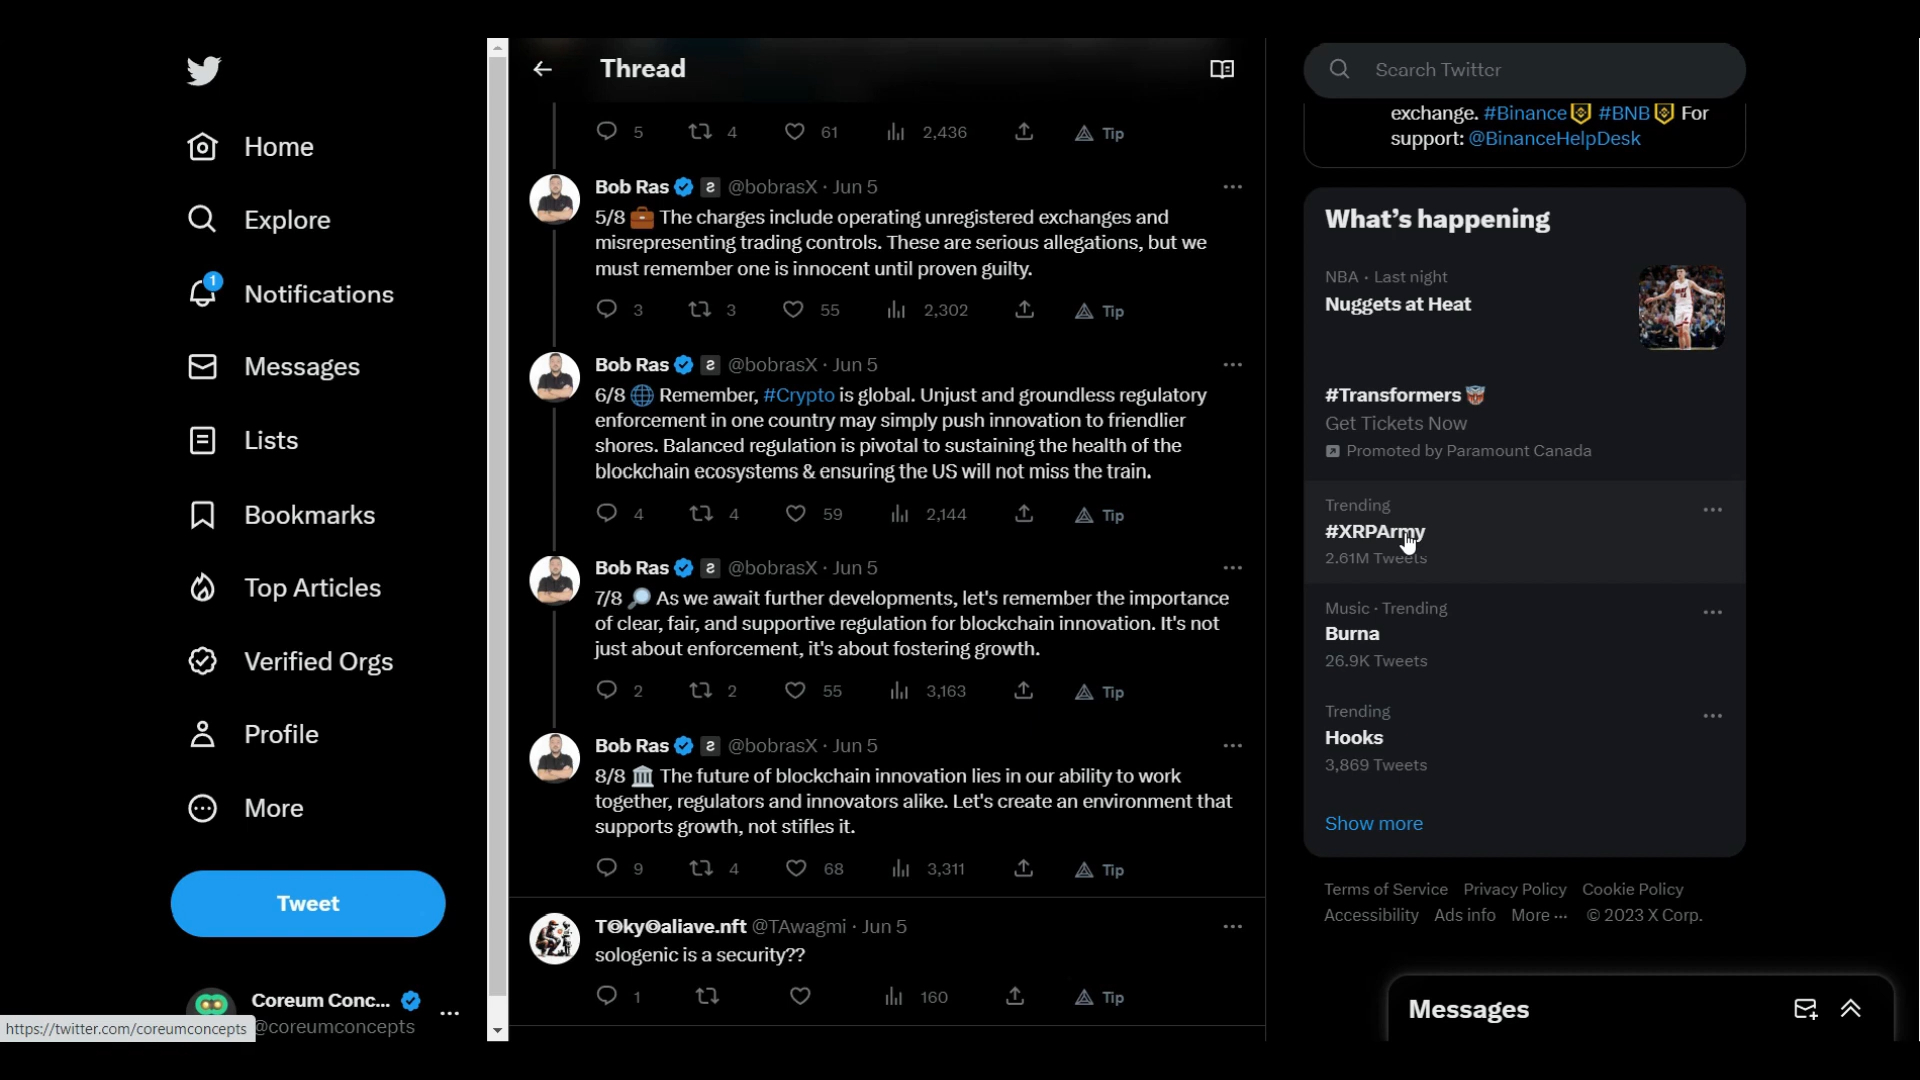 Home
Explore
1
Notifications
Messages
Lists
Bookmarks
Top Articles
Verified Orgs
Profile
More
Tweet
Coreum Conc...
@coreumconcepts
https://twitter.com/coreumconcepts
Thread
5 4 61 2,436 Tip
Bob Ras @bobrasX · Jun 5
5/8 💼 The charges include operating unregistered exchanges and
misrepresenting trading controls. These are serious allegations, but we
must remember one is innocent until proven guilty.
3 3 55 2,302 Tip
Bob Ras @bobrasX · Jun 5
6/8 🌐 Remember, #Crypto is global. Unjust and groundless regulatory
enforcement in one country may simply push innovation to friendlier
shores. Balanced regulation is pivotal to sustaining the health of the
blockchain ecosystems & ensuring the US will not miss the train.
4 4 59 2,144 Tip
Bob Ras @bobrasX · Jun 5
7/8 🔎 As we await further developments, let's remember the importance
of clear, fair, and supportive regulation for blockchain innovation. It's not
just about enforcement, it's about fostering growth.
2 2 55 3,163 Tip
Bob Ras @bobrasX · Jun 5
8/8 🏛️ The future of blockchain innovation lies in our ability to work
together, regulators and innovators alike. Let's create an environment that
supports growth, not stifles it.
9 4 68 3,311 Tip
TʘkyʘAaliave.nft @TAwagmi · Jun 5
sologenic is a security??
1 160 Tip
Search Twitter
exchange. #Binance #BNB For
support: @BinanceHelpDesk
What's happening
NBA · Last night
Nuggets at Heat
#Transformers
Get Tickets Now
Promoted by Paramount Canada
Trending
#XRPArmy
2.61M Tweets
Music · Trending
Burna
26.9K Tweets
Trending
Hooks
3,869 Tweets
Show more
Terms of Service Privacy Policy Cookie Policy
Accessibility Ads info More ··· © 2023 X Corp.
Messages